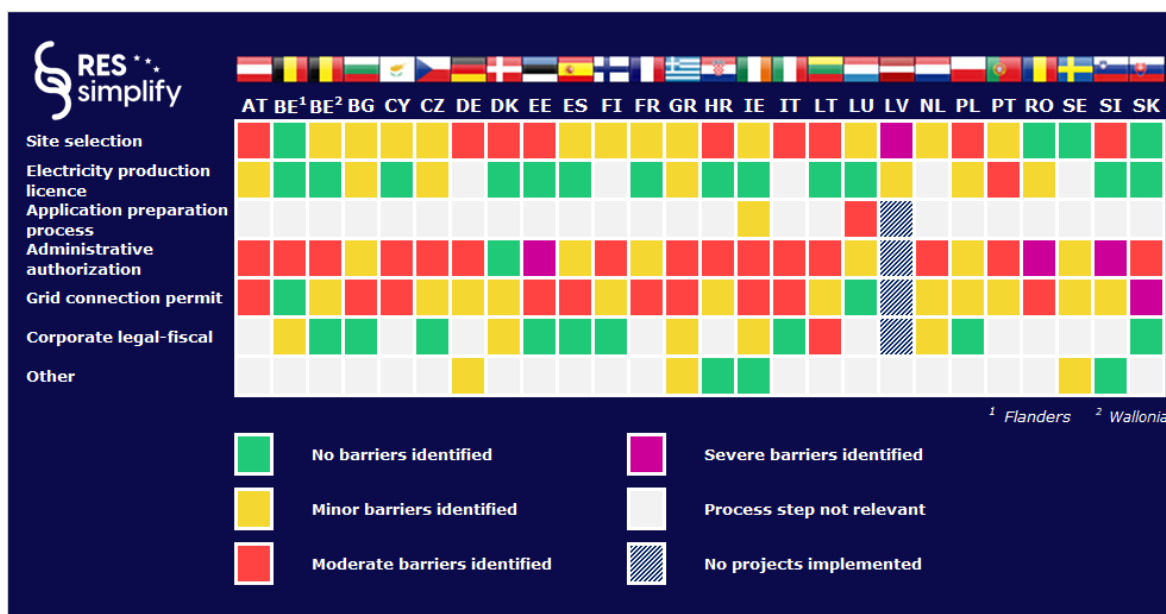 RES
simplify
AT BE¹ BE² BG CY CZ DE DK EE ES FI FR GR HR IE IT LT LU LV NL PL PT RO SE SI SK
Site selection
Electricity production
licence
Application preparation
process
Administrative
authorization
Grid connection permit
Corporate legal-fiscal
Other
¹ Flanders ² Wallonia
No barriers identified
Severe barriers identified
Minor barriers identified
Process step not relevant
Moderate barriers identified
No projects implemented